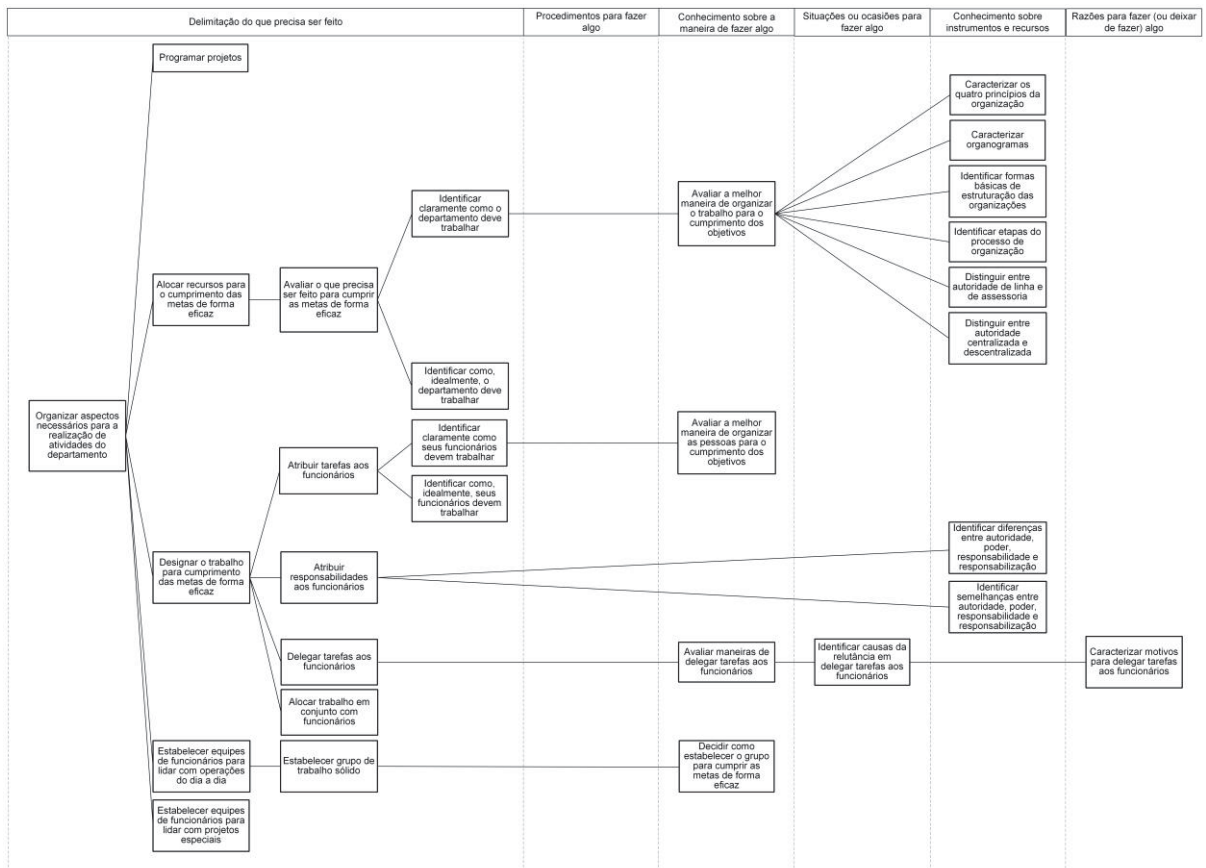 Delimitação do que precisa ser feito
Procedimentos para fazer
algo
Conhecimento sobre a
maneira de fazer algo
Situações ou ocasiões para
fazer algo
Conhecimento sobre
instrumentos e recursos
Razões para fazer (ou deixar
de fazer) algo
Organizar aspectos
necessários para a
realização de
atividades do
departamento
Programar projetos
Alocar recursos para
o cumprimento das
metas de forma
eficaz
Avaliar o que precisa
ser feito para cumprir
as metas de forma
eficaz
Identificar
claramente como o
departamento deve
trabalhar
Avaliar a melhor
maneira de organizar
o trabalho para o
cumprimento dos
objetivos
Caracterizar os
quatro princípios da
organização
Caracterizar
organogramas
Identificar formas
básicas de
estruturação das
organizações
Identificar etapas do
processo de
organização
Distinguir entre
autoridade de linha e
de assessoria
Distinguir entre
autoridade
centralizada e
descentralizada
Identificar como,
idealmente, o
departamento deve
trabalhar
Designar o trabalho
para cumprimento
das metas de forma
eficaz
Atribuir tarefas aos
funcionários
Identificar
claramente como
seus funcionários
devem trabalhar
Avaliar a melhor
maneira de organizar
as pessoas para o
cumprimento dos
objetivos
Identificar como,
idealmente, seus
funcionários devem
trabalhar
Atribuir
responsabilidades
aos funcionários
Identificar diferenças
entre autoridade,
poder,
responsabilidade e
responsabilização
Identificar
semelhanças entre
autoridade, poder,
responsabilidade e
responsabilização
Delegar tarefas aos
funcionários
Avaliar maneiras de
delegar tarefas aos
funcionários
Identificar causas da
relutância em
delegar tarefas aos
funcionários
Caracterizar motivos
para delegar tarefas
aos funcionários
Alocar trabalho em
conjunto com
funcionários
Estabelecer equipes
de funcionários para
lidar com operações
do dia a dia
Estabelecer grupo de
trabalho sólido
Decidir como
estabelecer o grupo
para cumprir as
metas de forma
eficaz
Estabelecer equipes
de funcionários para
lidar com projetos
especiais